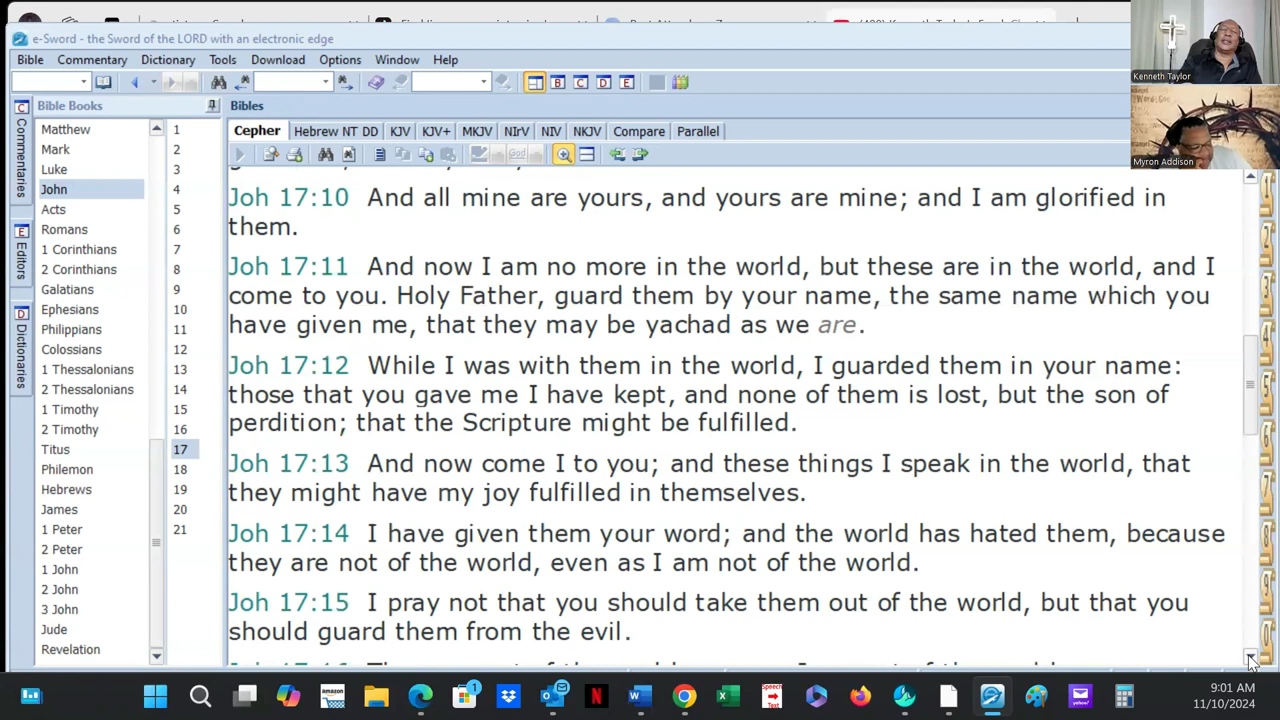 e-Sword - the Sword of the LORD with an electronic edge
Bible Commentary Dictionary Tools Download Options Window Help
Kenneth Taylor
Myron Addison
Bible Books
Bibles
B C D E
Commentaries
Editors
Dictionaries
Cepher Hebrew NT DD KJV KJV+ MKJV NIrV NIV NKJV Compare Parallel
Matthew 1
Mark 2
Luke 3
John 4
Acts 5
Romans 6
1 Corinthians 7
2 Corinthians 8
Galatians 9
Ephesians 10
Philippians 11
Colossians 12
1 Thessalonians 13
2 Thessalonians 14
1 Timothy 15
2 Timothy 16
Titus 17
Philemon 18
Hebrews 19
James 20
1 Peter 21
2 Peter
1 John
2 John
3 John
Jude
Revelation
Joh 17:10 And all mine are yours, and yours are mine; and I am glorified in
them.
Joh 17:11 And now I am no more in the world, but these are in the world, and I
come to you. Holy Father, guard them by your name, the same name which you
have given me, that they may be yachad as we are.
Joh 17:12 While I was with them in the world, I guarded them in your name:
those that you gave me I have kept, and none of them is lost, but the son of
perdition; that the Scripture might be fulfilled.
Joh 17:13 And now come I to you; and these things I speak in the world, that
they might have my joy fulfilled in themselves.
Joh 17:14 I have given them your word; and the world has hated them, because
they are not of the world, even as I am not of the world.
Joh 17:15 I pray not that you should take them out of the world, but that you
should guard them from the evil.
amazon
Speech
Text
9:01 AM
11/10/2024